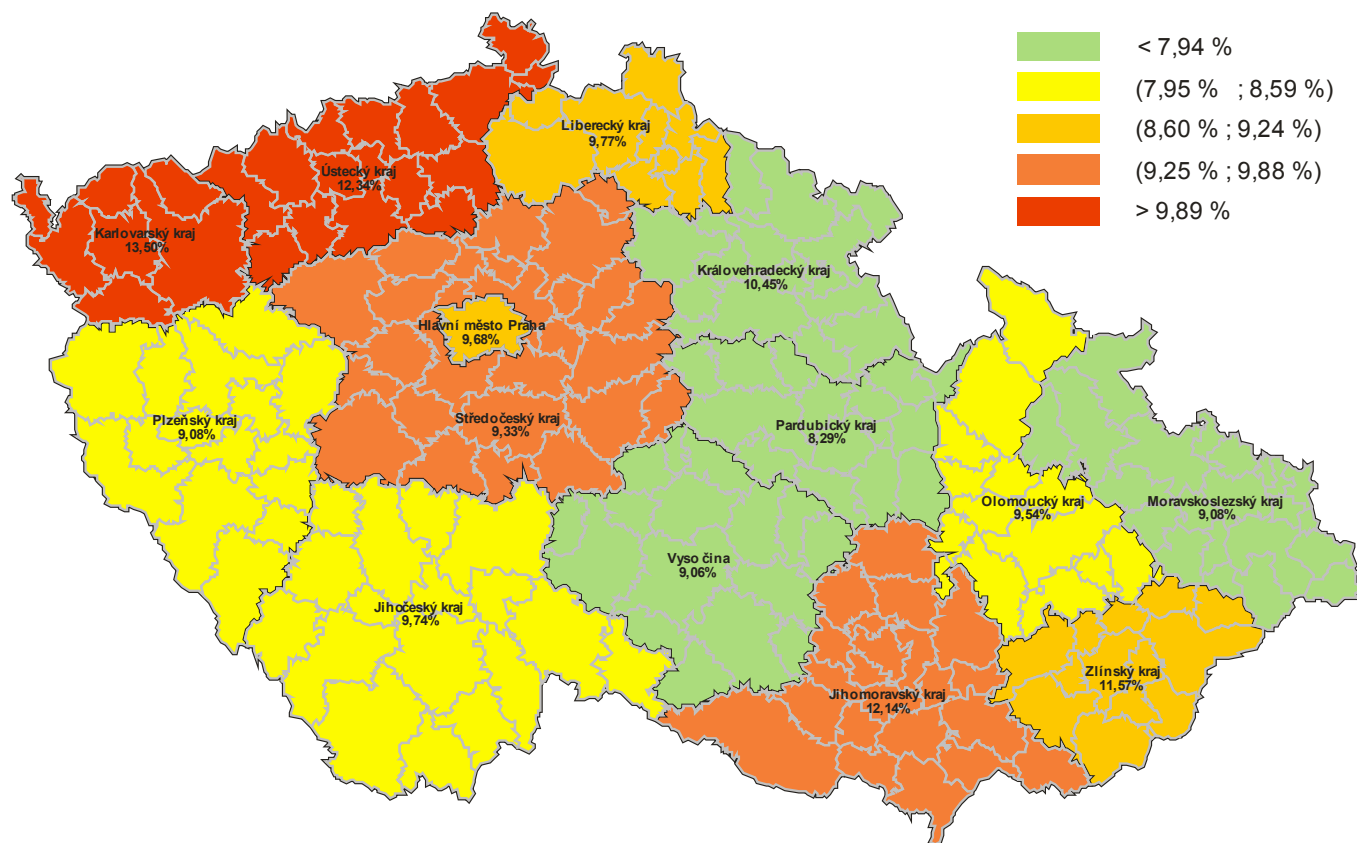 < 7,94 %
(7,95 % ; 8,59 %)
(8,60 % ; 9,24 %)
(9,25 % ; 9,88 %)
> 9,89 %
Liberecký kraj
9,77%
Ústecký kraj
12,34%
Karlovarský kraj
13,50%
Královehradecký kraj
10,45%
Hlavní město Praha
9,68%
Středočeský kraj
9,33%
Plzeňský kraj
9,08%
Pardubický kraj
8,29%
Olomoucký kraj
9,54%
Moravskoslezský kraj
9,08%
Vyso čina
9,06%
Jihočeský kraj
9,74%
Zlínský kraj
11,57%
Jihomoravský kraj
12,14%